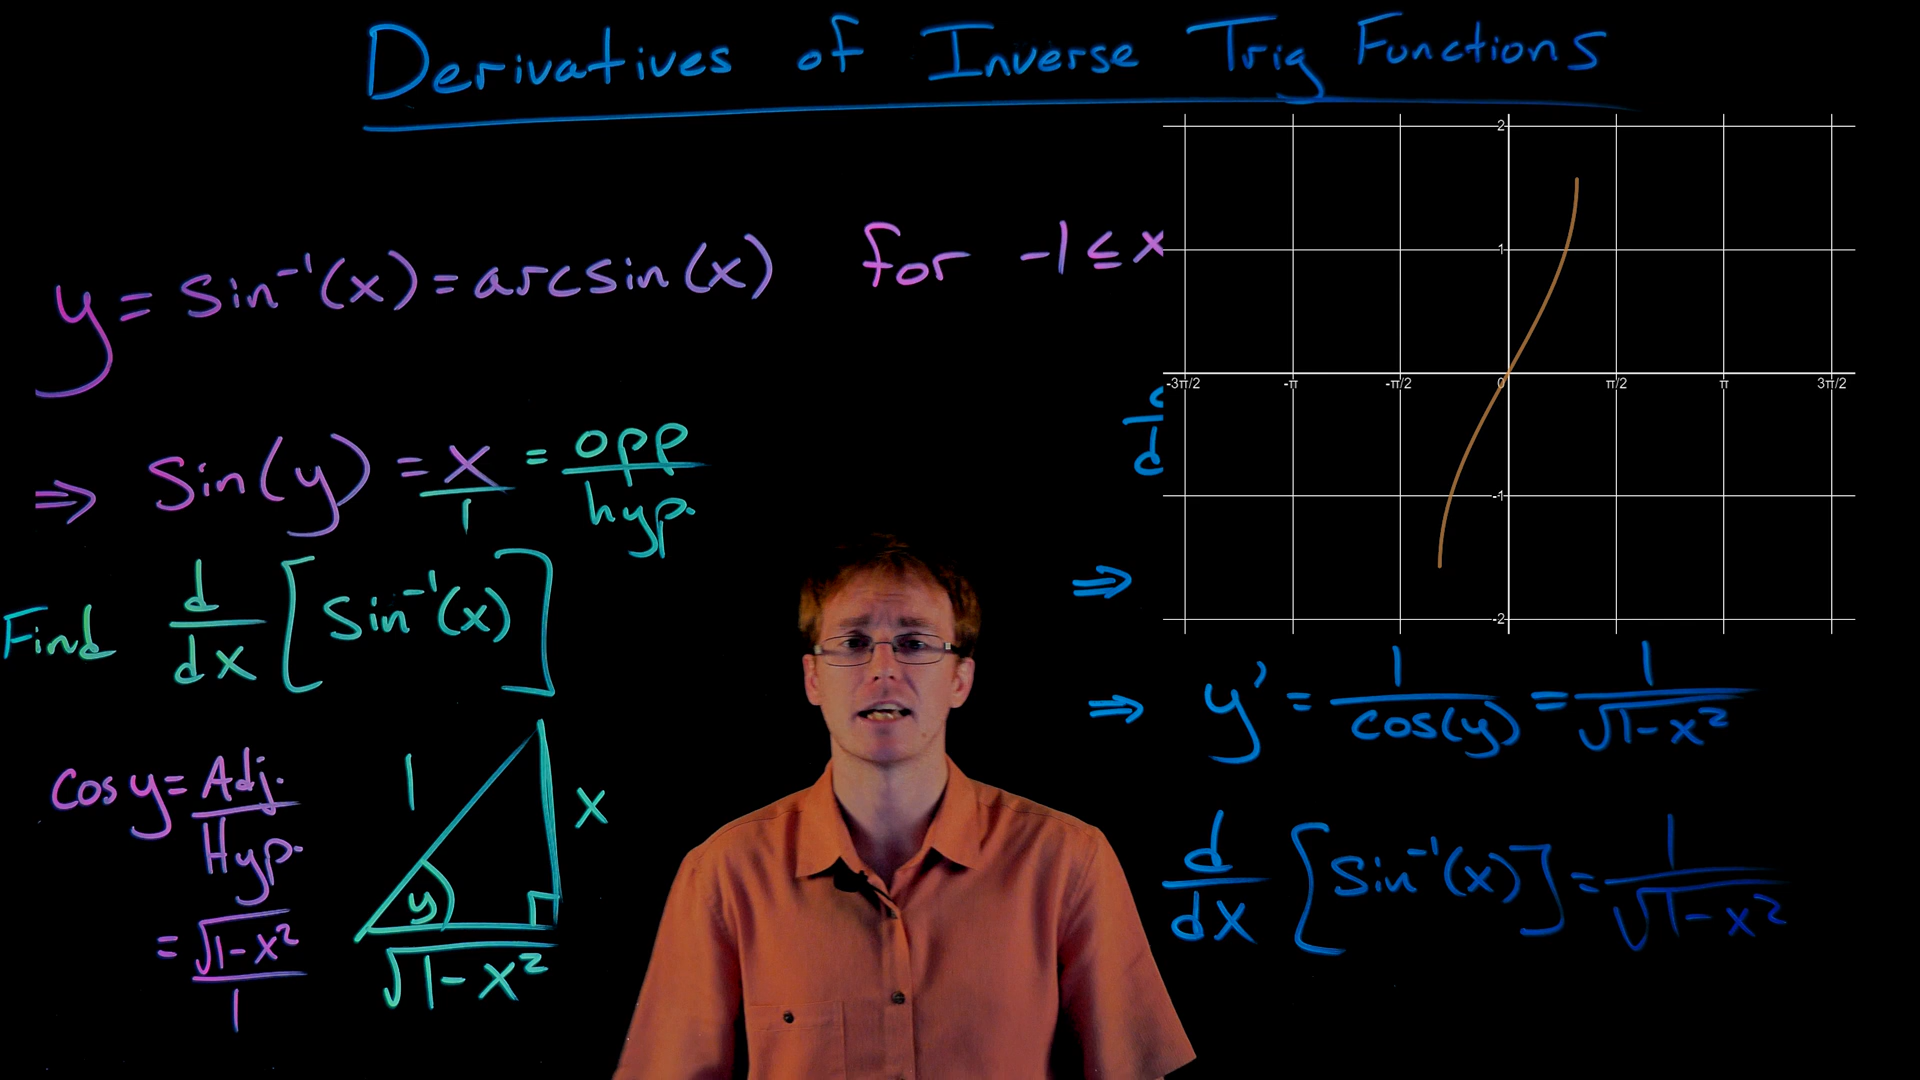 Derivatives of Inverse Trig Functions
y = sin⁻¹(x) = arcsin(x) for -1 ≤ x
⇒ sin(y) = x/1 = opp/hyp.
Find d/dx [sin⁻¹(x)]
cos y = Adj./Hyp.
= √1-x²/1
1
x
y
√1-x²
2
1
-3π/2 -π -π/2 0 π/2 π 3π/2
-1
-2
d
⇒
⇒ y' = 1/cos(y) = 1/√1-x²
d/dx [sin⁻¹(x)] = 1/√1-x²